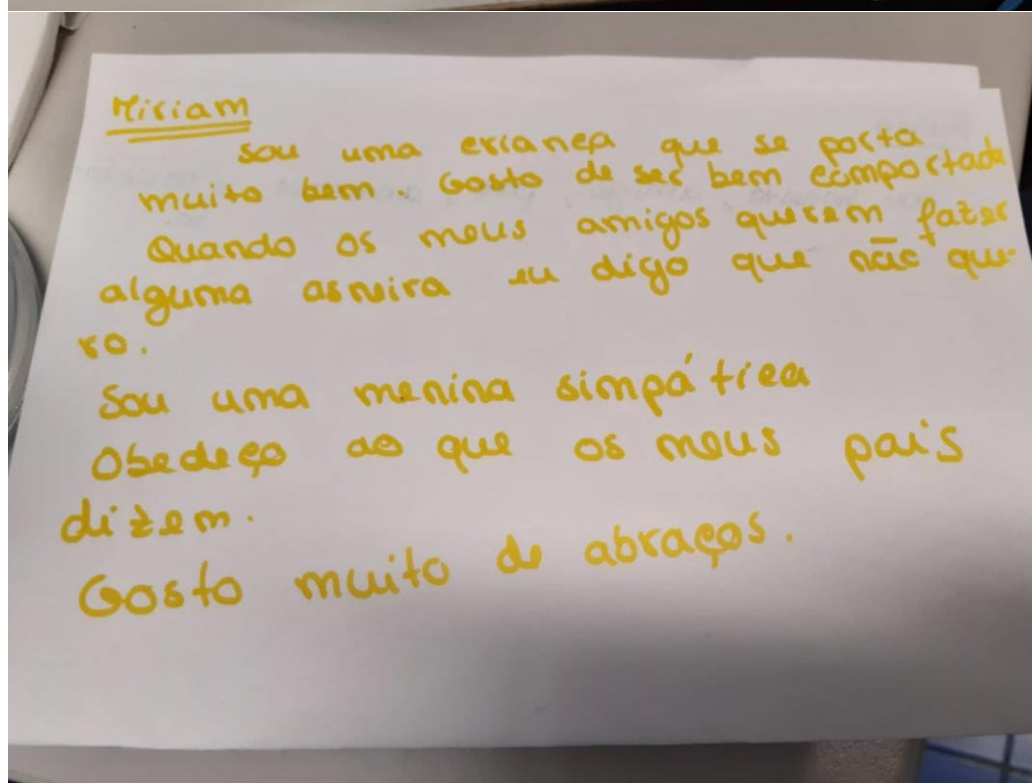 Miriam
Sou uma criança que se porta
muito bem. Gosto de ser bem comportada
Quando os meus amigos querem fazer
alguma asneira eu digo que não que-
ro.
Sou uma menina simpática
Obedeço ao que os meus pais
dizem.
Gosto muito de abraços.